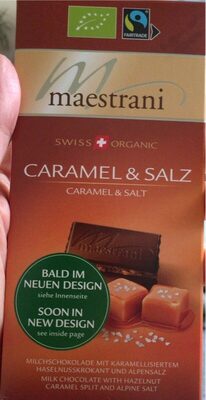 FAIRTRADE
maestrani
SWISS ORGANIC
CARAMEL & SALZ
CARAMEL & SALT
maestrani
BALD IM
NEUEN DESIGN
siehe Innenseite
SOON IN
NEW DESIGN
see inside page
MILCHSCHOKOLADE MIT KARAMELLISIERTEM
HASELNUSSKROKANT UND ALPENSALZ
MILK CHOCOLATE WITH HAZELNUT
CARAMEL SPLIT AND ALPINE SALT